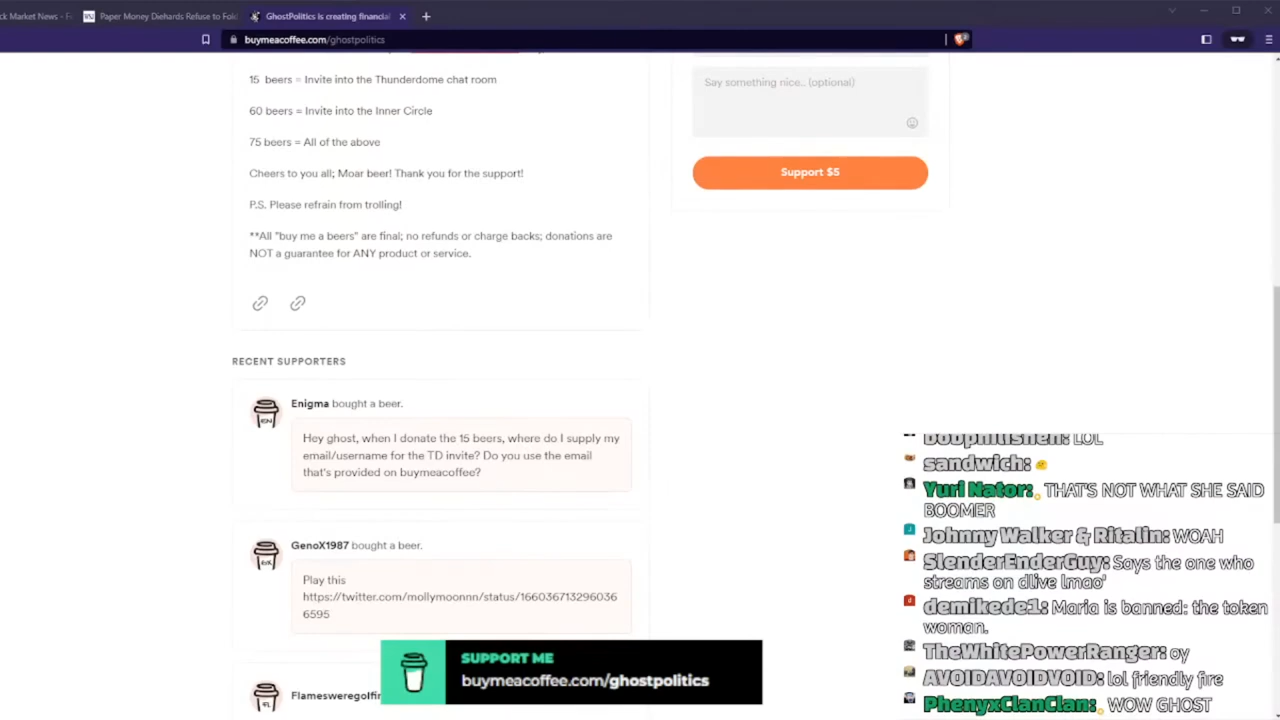 ck Market News - F
Paper Money Diehards Refuse to Fold
GhostPolitics is creating financial
buymeacoffee.com/ghostpolitics
15 beers = Invite into the Thunderdome chat room
60 beers = Invite into the Inner Circle
75 beers = All of the above
Cheers to you all; Moar beer! Thank you for the support!
P.S. Please refrain from trolling!
**All "buy me a beers" are final; no refunds or charge backs; donations are
NOT a guarantee for ANY product or service.
Say something nice.. (optional)
Support $5
RECENT SUPPORTERS
Enigma bought a beer.
Hey ghost, when I donate the 15 beers, where do I supply my
email/username for the TD invite? Do you use the email
that's provided on buymeacoffee?
GenoX1987 bought a beer.
Play this
https://twitter.com/mollymoonnn/status/166036713296036
6595
Flamesweregolfin
SUPPORT ME
buymeacoffee.com/ghostpolitics
LOL
sandwich:
Yuri Nator: THAT'S NOT WHAT SHE SAID
BOOMER
Johnny Walker & Ritalin: WOAH
SlenderEnderGuy: Says the one who
streams on dlive lmao'
demikede1: Maria is banned: the token
woman.
TheWhitePowerRanger: oy
AVOIDAVOIDVOID: lol friendly fire
PhenyxClanClan: WOW GHOST